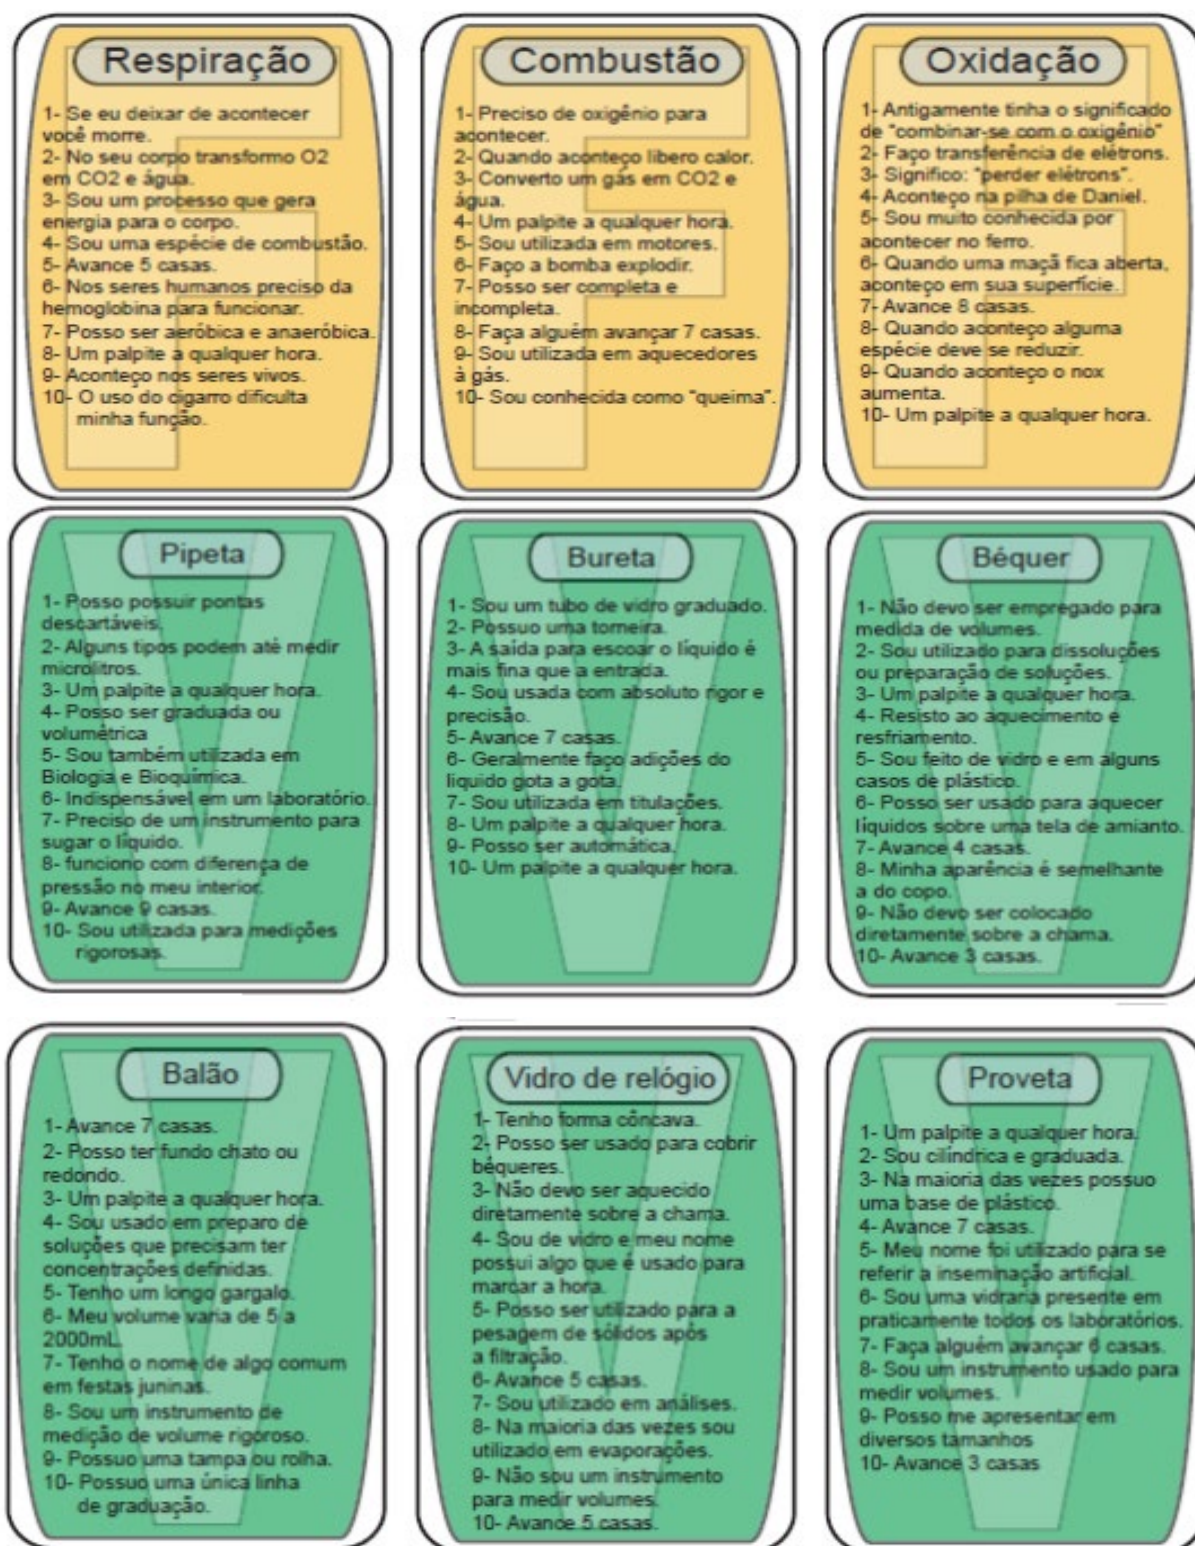 Respiração
1- Se eu deixar de acontecer
você morre.
2- No seu corpo transformo O2
em CO2 e água.
3- Sou um processo que gera
energia para o corpo.
4- Sou uma espécie de combustão.
5- Avance 5 casas.
6- Nos seres humanos preciso da
hemoglobina para funcionar.
7- Posso ser aeróbica e anaeróbica.
8- Um palpite a qualquer hora.
9- Aconteço nos seres vivos.
10- O uso do cigarro dificulta
minha função.
Combustão
1- Preciso de oxigênio para
acontecer.
2- Quando aconteço libero calor.
3- Converto um gás em CO2 e
água.
4- Um palpite a qualquer hora.
5- Sou utilizada em motores.
6- Faço a bomba explodir.
7- Posso ser completa e
incompleta.
8- Faça alguém avançar 7 casas.
9- Sou utilizada em aquecedores
à gás.
10- Sou conhecida como "queima".
Oxidação
1- Antigamente tinha o significado
de "combinar-se com o oxigênio"
2- Faço transferência de elétrons.
3- Significo: "perder elétrons".
4- Aconteço na pilha de Daniel.
5- Sou muito conhecida por
acontecer no ferro.
6- Quando uma maçã fica aberta,
aconteço em sua superfície.
7- Avance 8 casas.
8- Quando aconteço alguma
espécie deve se reduzir.
9- Quando aconteço o nox
aumenta.
10- Um palpite a qualquer hora.
Pipeta
1- Posso possuir pontas
descartáveis.
2- Alguns tipos podem até medir
microlitros.
3- Um palpite a qualquer hora.
4- Posso ser graduada ou
volumétrica
5- Sou também utilizada em
Biologia e Bioquímica.
6- Indispensável em um laboratório.
7- Preciso de um instrumento para
sugar o líquido.
8- funciono com diferença de
pressão no meu interior.
9- Avance 9 casas.
10- Sou utilizada para medições
rigorosas.
Bureta
1- Sou um tubo de vidro graduado.
2- Possuo uma torneira.
3- A saída para escoar o líquido é
mais fina que a entrada.
4- Sou usada com absoluto rigor e
precisão.
5- Avance 7 casas.
6- Geralmente faço adições do
liquido gota a gota.
7- Sou utilizada em titulações.
8- Um palpite a qualquer hora.
9- Posso ser automática.
10- Um palpite a qualquer hora.
Béquer
1- Não devo ser empregado para
medida de volumes.
2- Sou utilizado para dissoluções
ou preparação de soluções.
3- Um palpite a qualquer hora.
4- Resisto ao aquecimento e
resfriamento.
5- Sou feito de vidro e em alguns
casos de plástico.
6- Posso ser usado para aquecer
líquidos sobre uma tela de amianto.
7- Avance 4 casas.
8- Minha aparência é semelhante
a do copo.
9- Não devo ser colocado
diretamente sobre a chama.
10- Avance 3 casas.
Balão
1- Avance 7 casas.
2- Posso ter fundo chato ou
redondo.
3- Um palpite a qualquer hora.
4- Sou usado em preparo de
soluções que precisam ter
concentrações definidas.
5- Tenho um longo gargalo.
6- Meu volume varia de 5 a
2000mL.
7- Tenho o nome de algo comum
em festas juninas.
8- Sou um instrumento de
medição de volume rigoroso.
9- Possuo uma tampa ou rolha.
10- Possuo uma única linha
de graduação.
Vidro de relógio
1- Tenho forma côncava.
2- Posso ser usado para cobrir
béqueres.
3- Não devo ser aquecido
diretamente sobre a chama.
4- Sou de vidro e meu nome
possui algo que é usado para
marcar a hora.
5- Posso ser utilizado para a
pesagem de sólidos após
a filtração.
6- Avance 5 casas.
7- Sou utilizado em análises.
8- Na maioria das vezes sou
utilizado em evaporações.
9- Não sou um instrumento
para medir volumes.
10- Avance 5 casas.
Proveta
1- Um palpite a qualquer hora.
2- Sou cilíndrica e graduada.
3- Na maioria das vezes possuo
uma base de plástico.
4- Avance 7 casas.
5- Meu nome foi utilizado para se
referir a inseminação artificial.
6- Sou uma vidraria presente em
praticamente todos os laboratórios.
7- Faça alguém avançar 6 casas.
8- Sou um instrumento usado para
medir volumes.
9- Posso me apresentar em
diversos tamanhos
10- Avance 3 casas